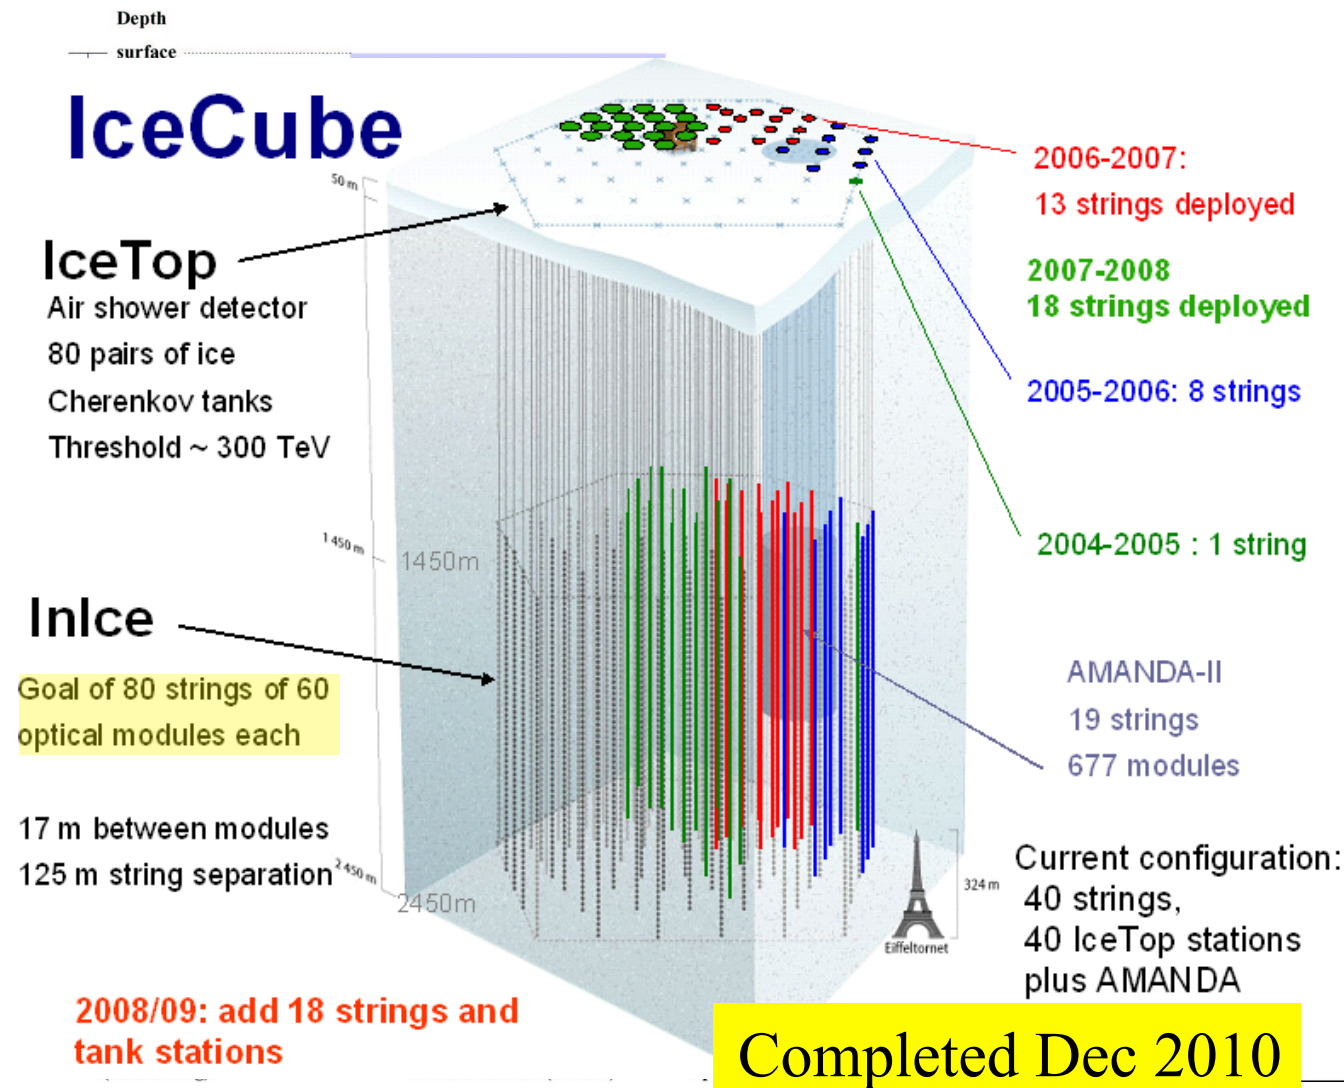 Depth
surface
IceCube
50 m
IceTop
Air shower detector
80 pairs of ice
Cherenkov tanks
Threshold ~ 300 TeV
2006-2007:
13 strings deployed
2007-2008
18 strings deployed
2005-2006: 8 strings
2004-2005 : 1 string
1450 m
1450m
InIce
Goal of 80 strings of 60
optical modules each
17 m between modules
125 m string separation
2450 m
2450m
AMANDA-II
19 strings
677 modules
324 m
Eiffeltornet
Current configuration:
40 strings,
40 IceTop stations
plus AMANDA
2008/09: add 18 strings and
tank stations
Completed Dec 2010